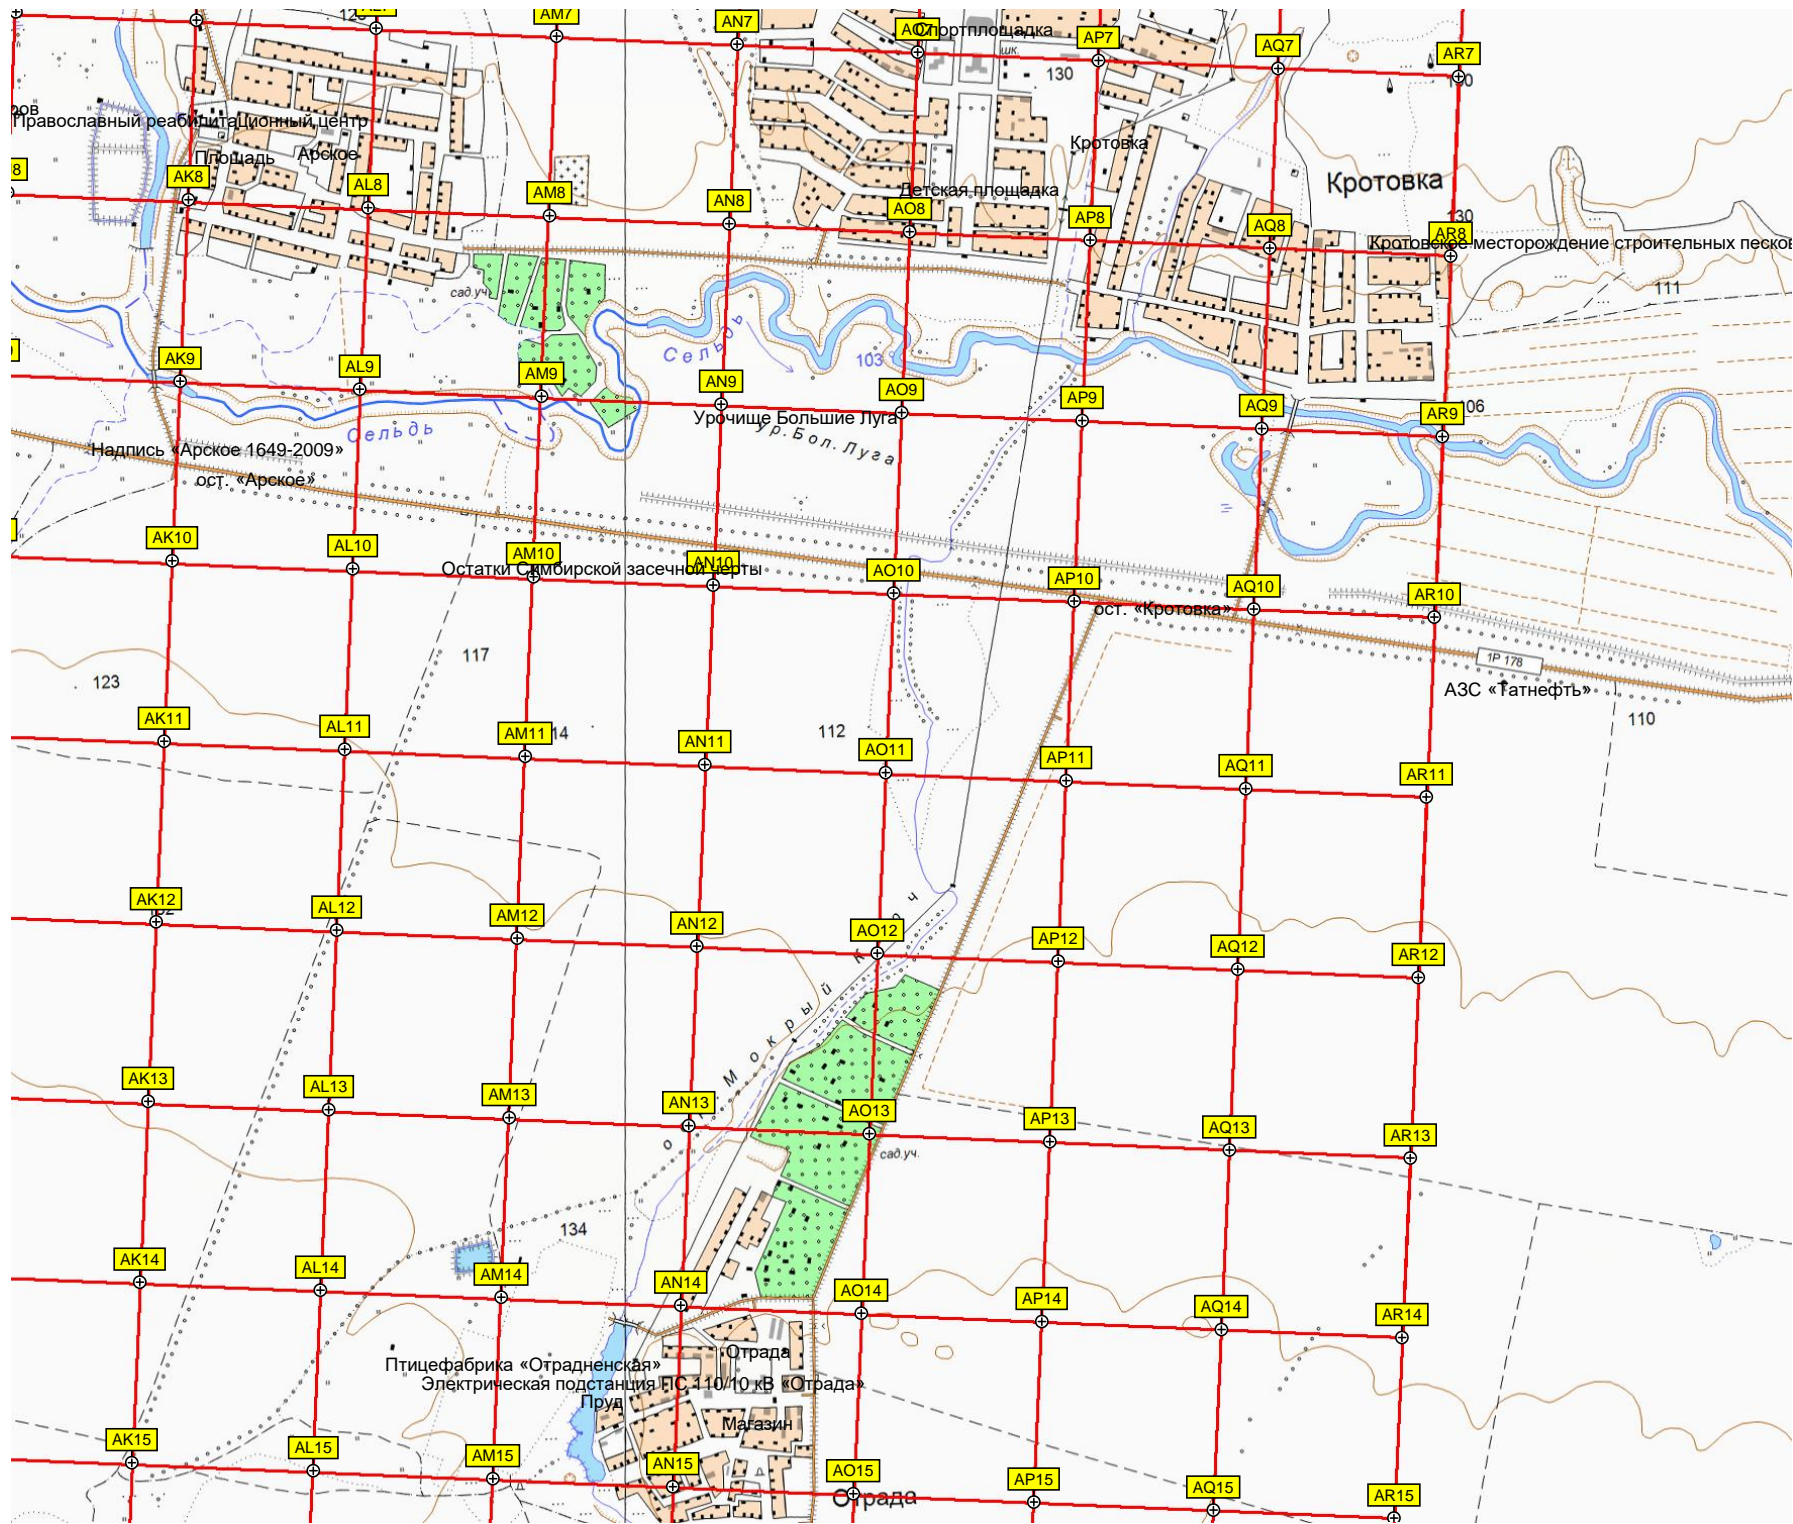 AM7
AN7
AO7
Спортплощадка
AP7
AQ7
AR7
шк.
130
Православный реабилитационный центр
Площадь
Арское
Кротовка
Кротовка
8
AK8
AL8
AM8
AN8
Детская площадка
AO8
AP8
AQ8
130
AR8
Кротовское месторождение строительных песков
сад.уч.
111
Сельдь
103
AK9
AL9
AM9
AN9
AO9
AP9
AQ9
AR9
106
Урочище Большие Луга
ур.Бол.Луга
Сельдь
Надпись «Арское 1649-2009»
ост. «Арское»
AK10
AL10
AM10
AN10
AO10
AP10
AQ10
AR10
Остатки Симбирской засечной черты
ост. «Кротовка»
117
123
1Р 178
АЗС «Татнефть»
110
112
AK11
AL11
AM11
14
AN11
AO11
AP11
AQ11
AR11
AK12
AL12
AM12
AN12
AO12
AP12
AQ12
AR12
AK13
AL13
AM13
AN13
AO13
AP13
AQ13
AR13
сад.уч.
134
AK14
AL14
AM14
AN14
AO14
AP14
AQ14
AR14
Отрада
Птицефабрика «Отрадненская»
Электрическая подстанция ПС 110/10 кВ «Отрада»
Пруд
Магазин
AK15
AL15
AM15
AN15
AO15
AP15
AQ15
AR15
Отрада